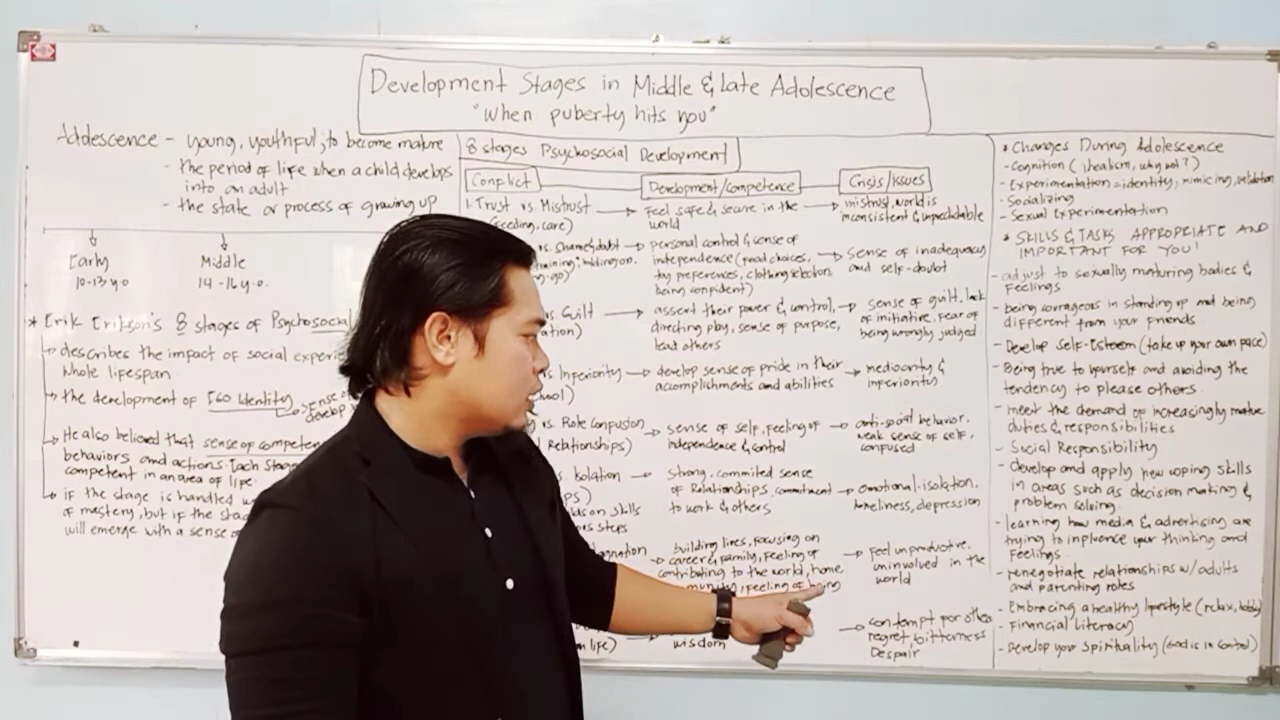 Development Stages in Middle & Late Adolescence
"When puberty hits you"
Adolescence - young, youthful, to become mature
- the period of life when a child develops
into an adult
- the state or process of growing up
Early
10-13 y.o
Middle
14-16 y.o.
* Erik Erikson's 8 stages of Psychosocial
describes the impact of social
whole lifespan
the development of Ego Identity
sense
develop
He also believed that sense of
behaviors and actions. Each
competent in an area of life.
if the stage is handled
of mastery, but if the
will emerge with a sense
8 stages Psychosocial Development
Conflict
Development/competence
Crisis/Issues
1. Trust vs. Mistrust
(feeding, care)
Feel safe & secure in the
world
mistrust, world is
inconsistent & unpredictable
vs. shame & doubt
training, holding on,
personal control & sense of
independence (food choices,
toy preferences, clothing selection
being confident)
Sense of inadequacy
and self-doubt
vs. Guilt
assert their power & control,
directing play, sense of purpose,
lead others
sense of guilt, lack
of initiative, fear of
being wrongly judged
vs Inferiority
develop sense of pride in their
accomplishments and abilities
mediocrity &
inferiority
vs. Role Confusion
Relationships)
sense of self, feeling of
independence & control
anti-social behavior,
weak sense of self,
confused
Isolation
strong, commited sense
of Relationships, commitment
to work & others
emotional-isolation,
loneliness, depression
skills
steps
building lives, focusing on
career & family, feeling of
contributing to the world, home
feeling of being
feel unproductive,
uninvolved in the
world
life)
wisdom
contempt for other
regret, bitterness
Despair
* Changes During Adolescence
- Cognition (idealism, why not?)
- Experimentation = identity, mimicing, validation
- Socializing
- Sexual Experimentation
* SKILLS & TASKS APPROPRIATE AND
IMPORTANT FOR YOU!
- adjust to sexually maturing bodies &
feelings
- being courageous in standing up and being
different from your friends
- Develop Self-Esteem (take up your own pace)
- Being true to yourself and avoiding the
tendency to please others
- meet the demand of increasingly mature
duties & responsibilities
- Social Responsibility
- develop and apply new coping skills
in areas such as decision making &
problem solving.
- learning how media & advertising are
trying to influence your thinking and
feelings.
- renegotiate relationships w/ adults
and parenting roles
- Embracing a healthy lifestyle (relax, hobby)
- Financial Literacy
- Develop your Spirituality (God is in control)